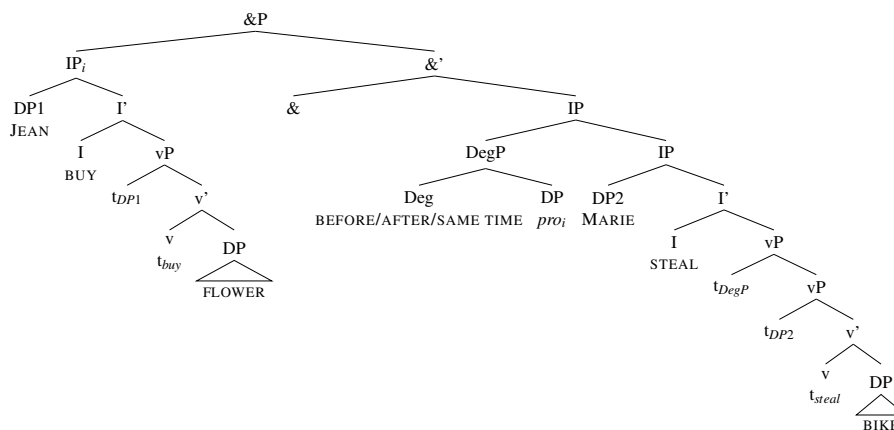 &P
IPi &'
DP1 I' & IP
JEAN
I vP DegP IP
BUY
tDP1 v' Deg DP DP2 I'
BEFORE/AFTER/SAME TIME proi MARIE
v DP I vP
tbuy STEAL
FLOWER tDegP vP
tDP2 v'
v DP
tsteal
BIKE